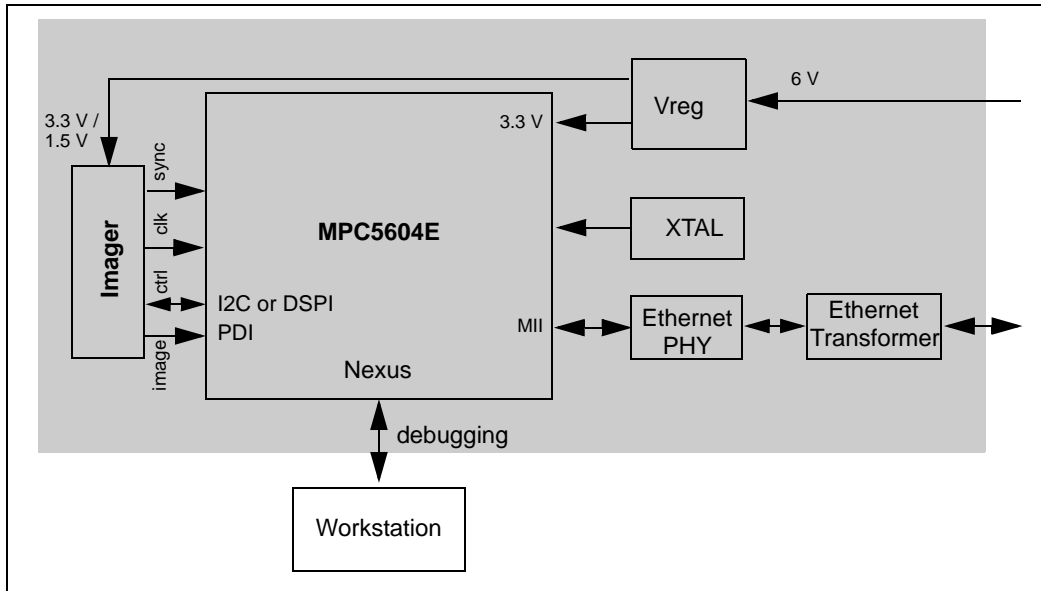 6 V
Vreg
3.3 V /
1.5 V
3.3 V
sync
clk
ctrl
image
Imager
MPC5604E
XTAL
I2C or DSPI
PDI
MII
Ethernet
PHY
Ethernet
Transformer
Nexus
debugging
Workstation